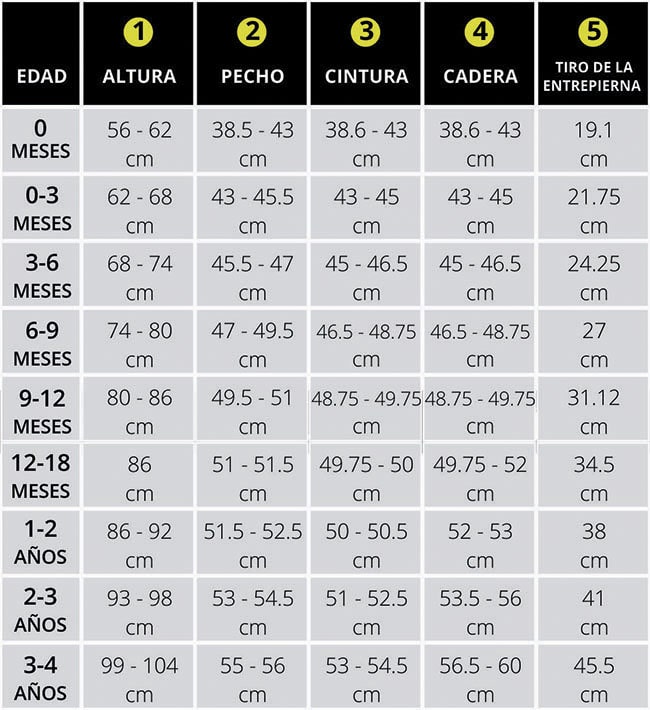 1 2 3 4 5
EDAD ALTURA PECHO CINTURA CADERA TIRO DE LA
ENTREPIERNA
0 56 - 62 38.5 - 43 38.6 - 43 38.6 - 43 19.1
MESES cm cm cm cm cm
0-3 62 - 68 43 - 45.5 43 - 45 43 - 45 21.75
MESES cm cm cm cm cm
3-6 68 - 74 45.5 - 47 45 - 46.5 45 - 46.5 24.25
MESES cm cm cm cm cm
6-9 74 - 80 47 - 49.5 46.5 - 48.75 46.5 - 48.75 27
MESES cm cm cm cm cm
9-12 80 - 86 49.5 - 51 48.75 - 49.75 48.75 - 49.75 31.12
MESES cm cm cm cm cm
12-18 86 51 - 51.5 49.75 - 50 49.75 - 52 34.5
MESES cm cm cm cm cm
1-2 86 - 92 51.5 - 52.5 50 - 50.5 52 - 53 38
AÑOS cm cm cm cm cm
2-3 93 - 98 53 - 54.5 51 - 52.5 53.5 - 56 41
AÑOS cm cm cm cm cm
3-4 99 - 104 55 - 56 53 - 54.5 56.5 - 60 45.5
AÑOS cm cm cm cm cm